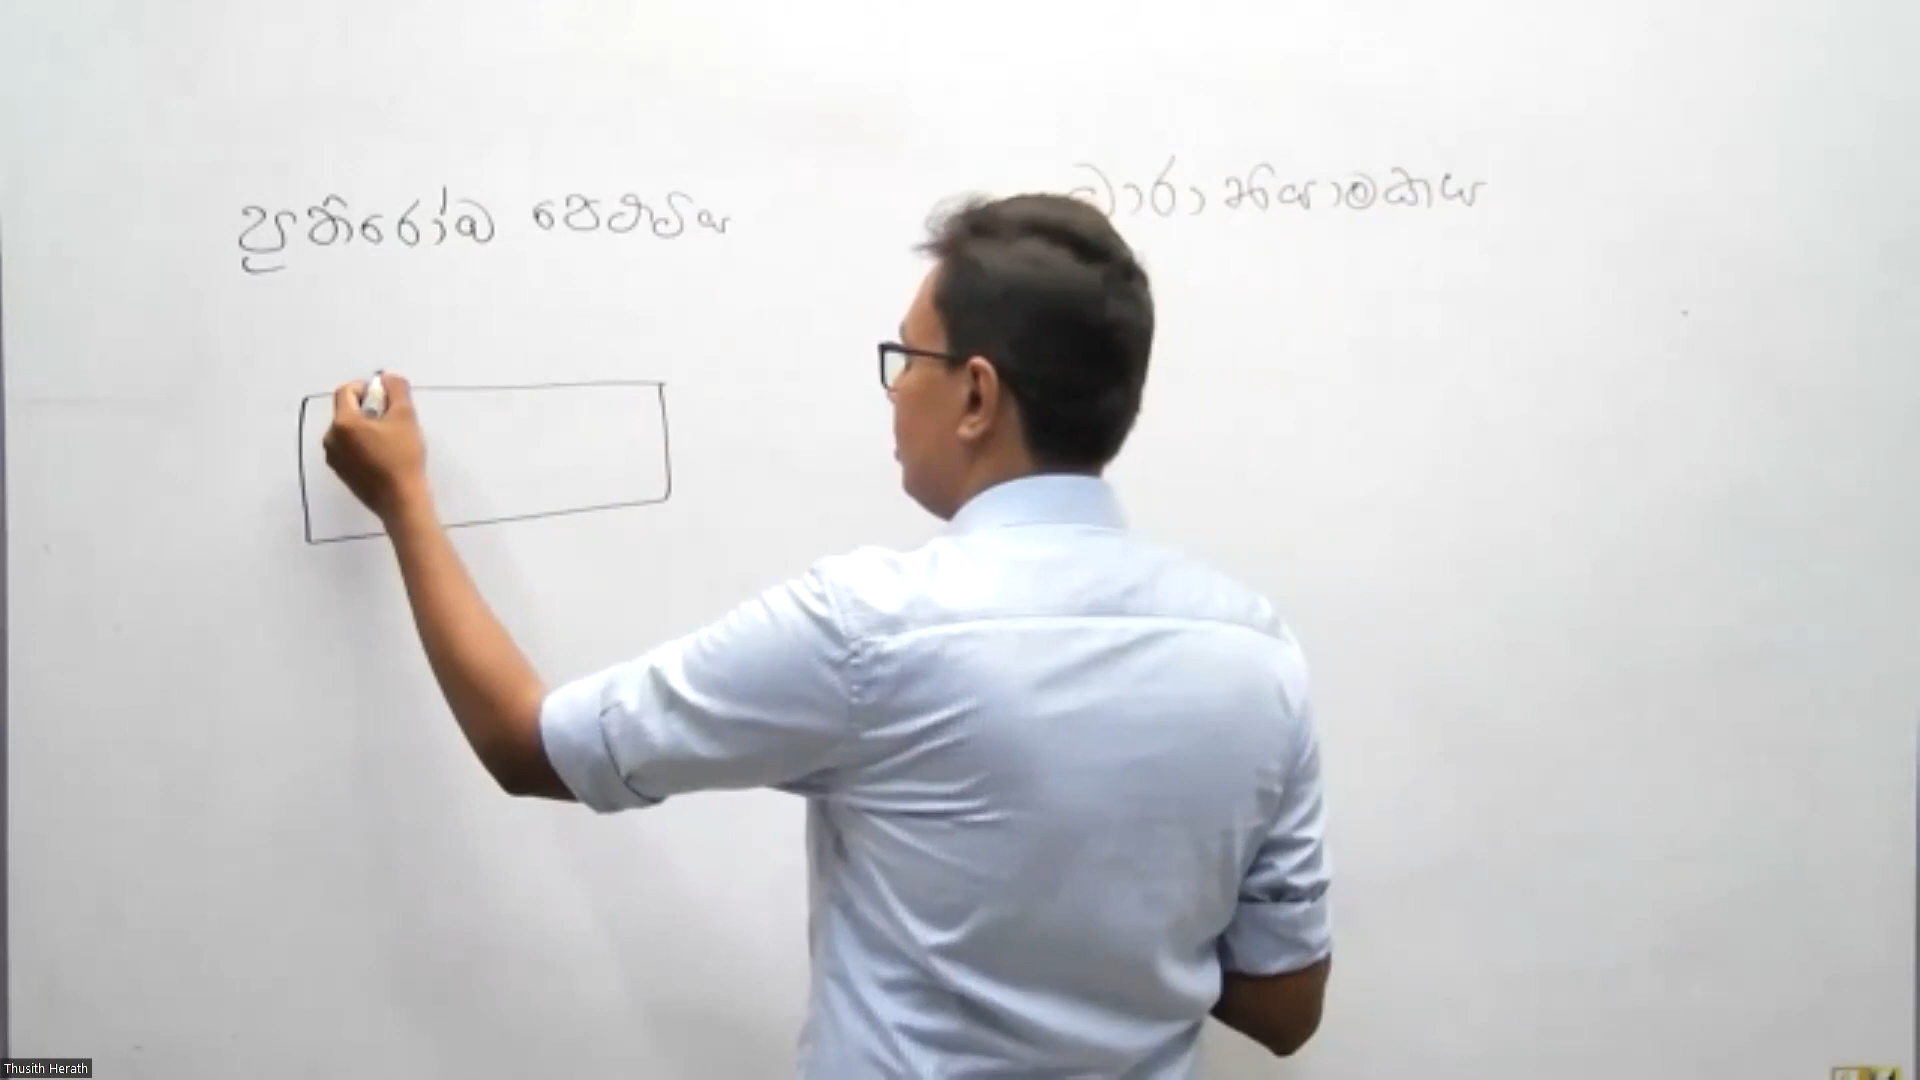 ප්‍රතිරෝධ පෙට්ටිය
ධාරා නියාමකය
Thusith Herath